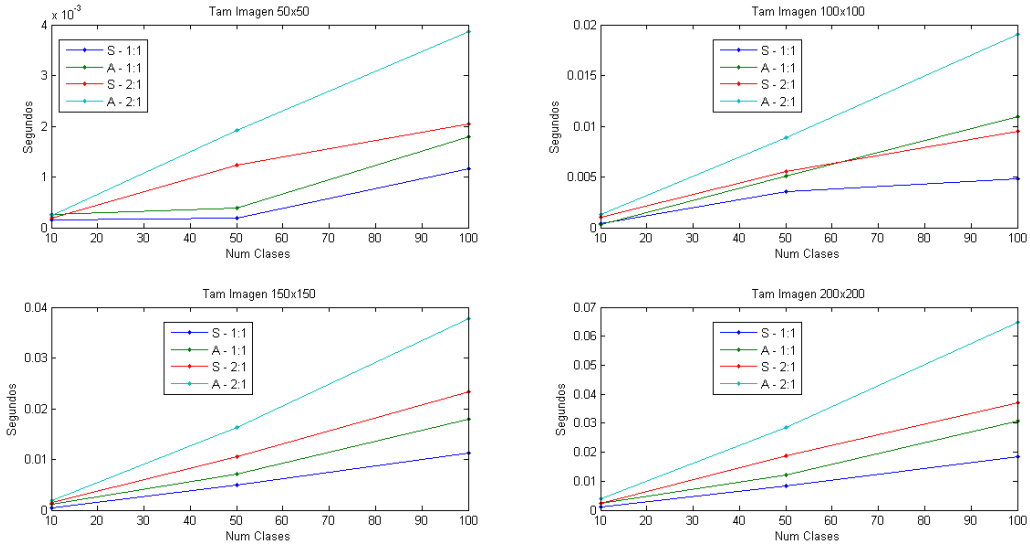 Tam Imagen 50x50
x 10^-3
4
3
2
1
0
Segundos
S - 1:1
A - 1:1
S - 2:1
A - 2:1
10 20 30 40 50 60 70 80 90 100
Num Clases
Tam Imagen 100x100
0.02
0.015
0.01
0.005
0
Segundos
S - 1:1
A - 1:1
S - 2:1
A - 2:1
10 20 30 40 50 60 70 80 90 100
Num Clases
Tam Imagen 150x150
0.04
0.03
0.02
0.01
0
Segundos
S - 1:1
A - 1:1
S - 2:1
A - 2:1
10 20 30 40 50 60 70 80 90 100
Num Clases
Tam Imagen 200x200
0.07
0.06
0.05
0.04
0.03
0.02
0.01
0
Segundos
S - 1:1
A - 1:1
S - 2:1
A - 2:1
10 20 30 40 50 60 70 80 90 100
Num Clases